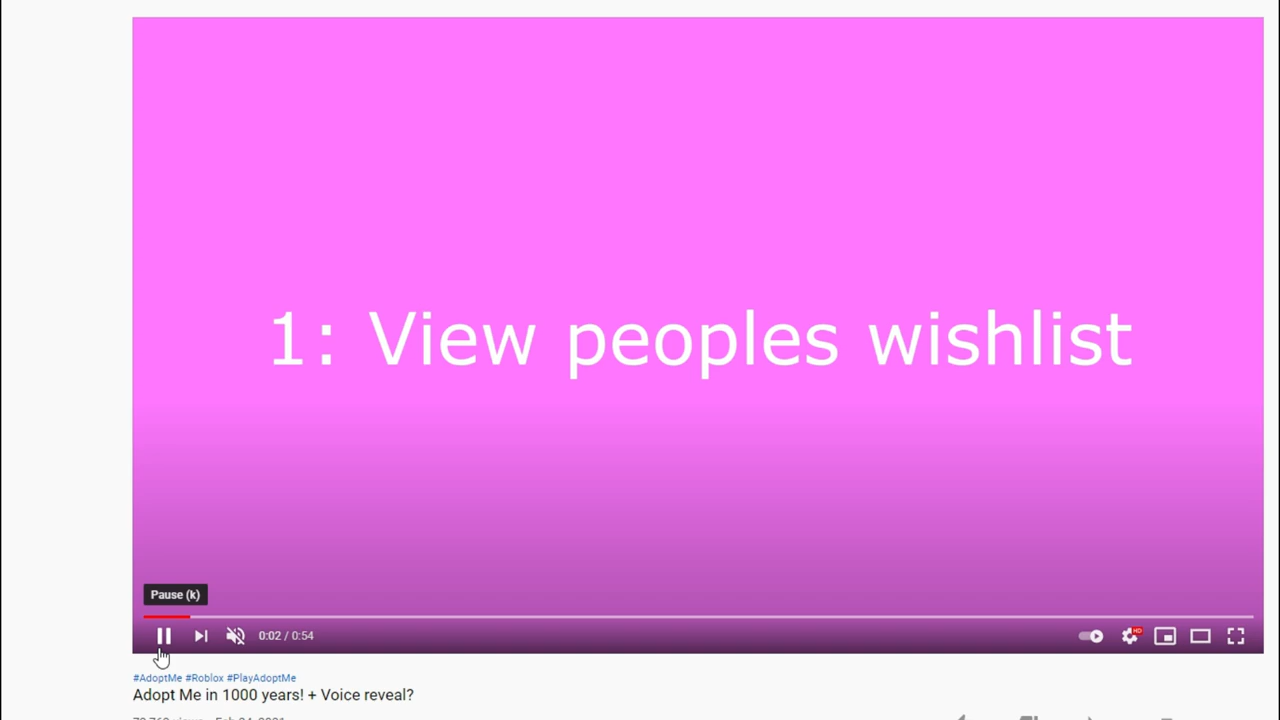 1: View peoples wishlist
Pause (k)
0:02 / 0:54
HD
#AdoptMe #Roblox #PlayAdoptMe
Adopt Me in 1000 years! + Voice reveal?